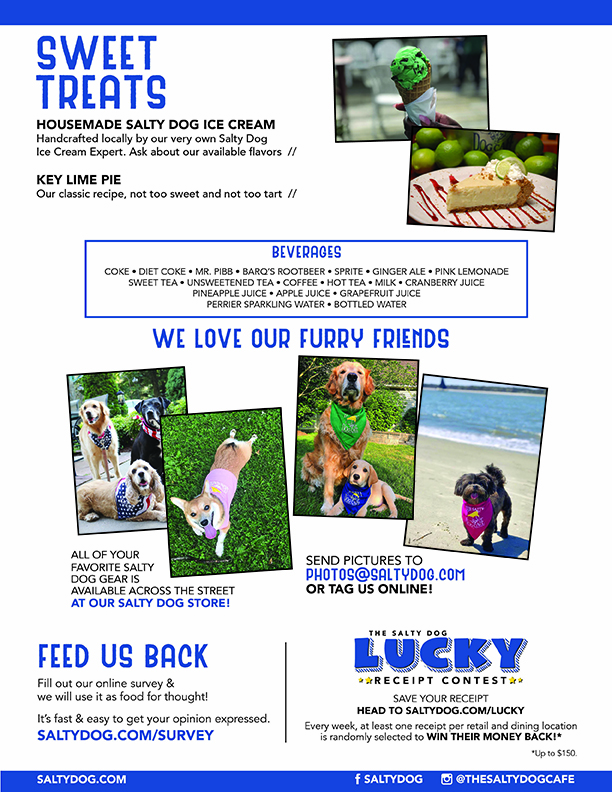 SWEET
TREATS
HOUSEMADE SALTY DOG ICE CREAM
Handcrafted locally by our very own Salty Dog
Ice Cream Expert. Ask about our available flavors //
KEY LIME PIE
Our classic recipe, not too sweet and not too tart //
BEVERAGES
COKE • DIET COKE • MR. PIBB • BARQ'S ROOTBEER • SPRITE • GINGER ALE • PINK LEMONADE
SWEET TEA • UNSWEETENED TEA • COFFEE • HOT TEA • MILK • CRANBERRY JUICE
PINEAPPLE JUICE • APPLE JUICE • GRAPEFRUIT JUICE
PERRIER SPARKLING WATER • BOTTLED WATER
WE LOVE OUR FURRY FRIENDS
ALL OF YOUR
FAVORITE SALTY
DOG GEAR IS
AVAILABLE ACROSS THE STREET
AT OUR SALTY DOG STORE!
SEND PICTURES TO
PHOTOS@SALTYDOG.COM
OR TAG US ONLINE!
FEED US BACK
Fill out our online survey &
we will use it as food for thought!
It's fast & easy to get your opinion expressed.
SALTYDOG.COM/SURVEY
THE SALTY DOG
LUCKY
RECEIPT CONTEST
SAVE YOUR RECEIPT
HEAD TO SALTYDOG.COM/LUCKY
Every week, at least one receipt per retail and dining location
is randomly selected to WIN THEIR MONEY BACK!*
*Up to $150.
SALTYDOG.COM
f SALTYDOG
@THESALTYDOGCAFE